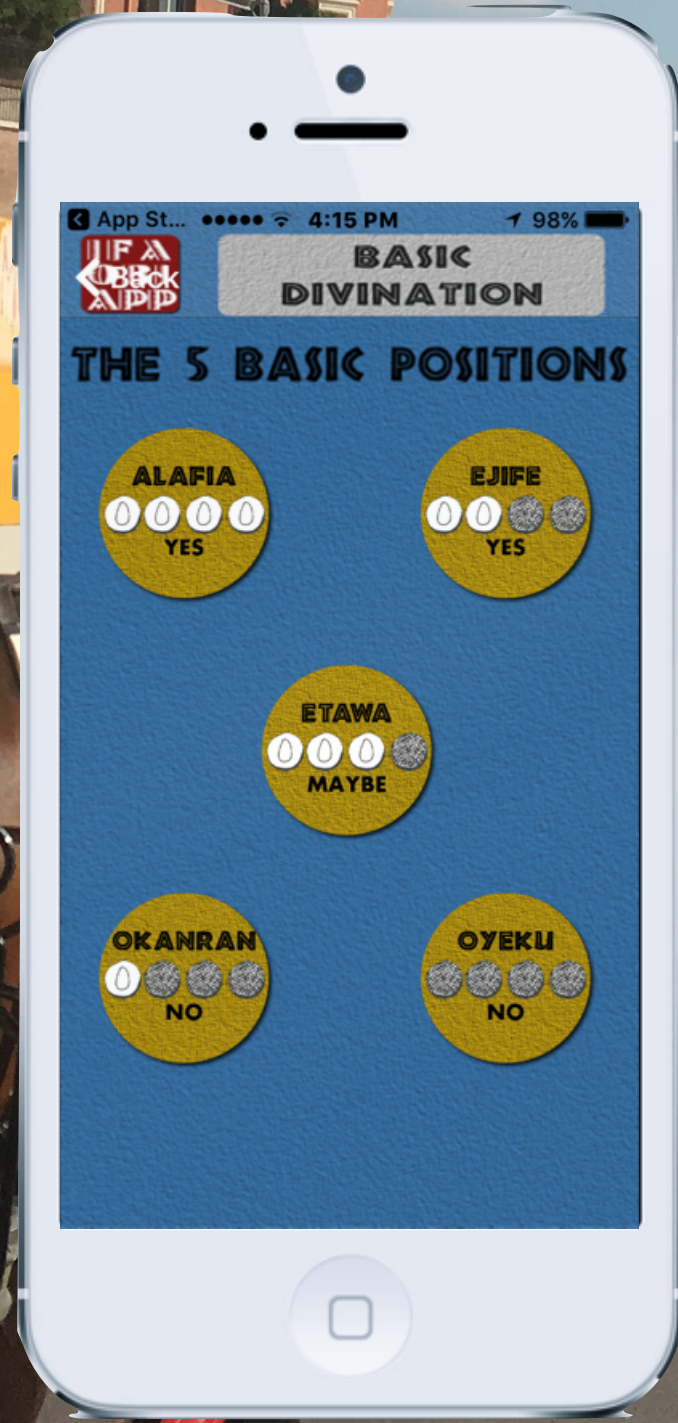 App St... 4:15 PM 98%
IFA
OBI
APP
Back
BASIC
DIVINATION
THE 5 BASIC POSITIONS
ALAFIA
YES
EJIFE
YES
ETAWA
MAYBE
OKANRAN
NO
OYEKU
NO